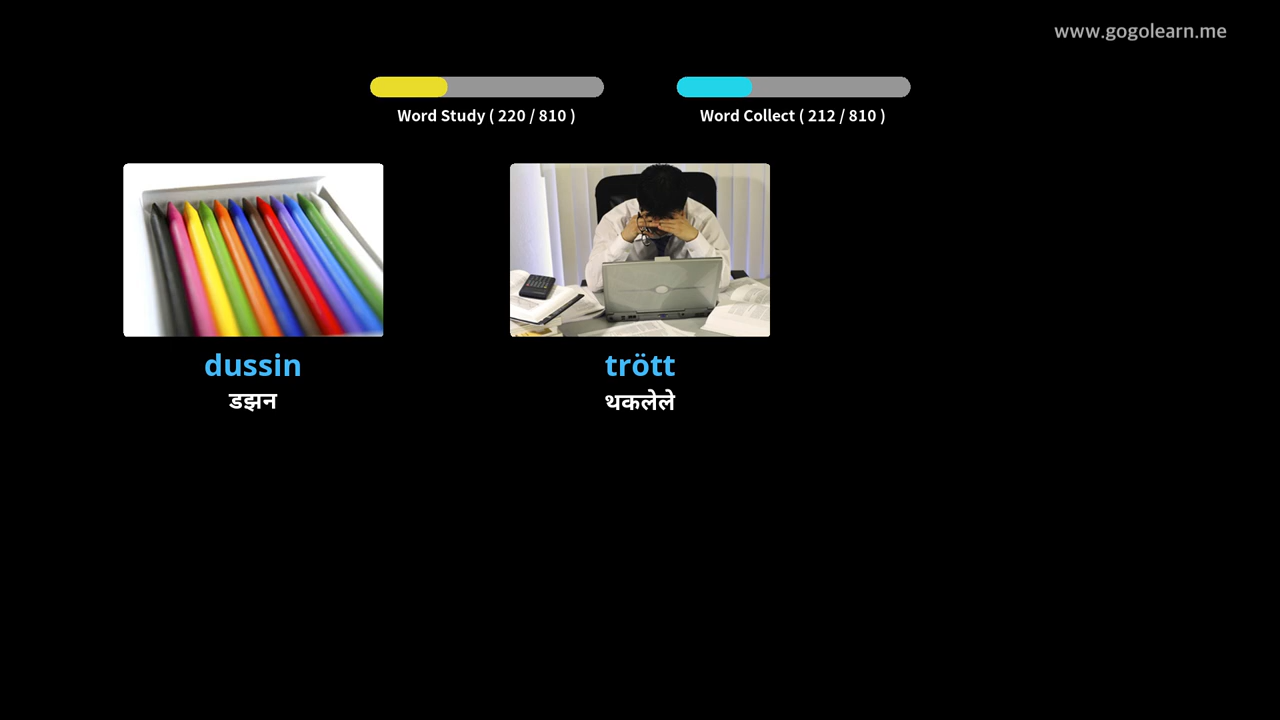 www.gogolearn.me
Word Study ( 220 / 810 )
Word Collect ( 212 / 810 )
dussin
डझन
trött
थकलेले